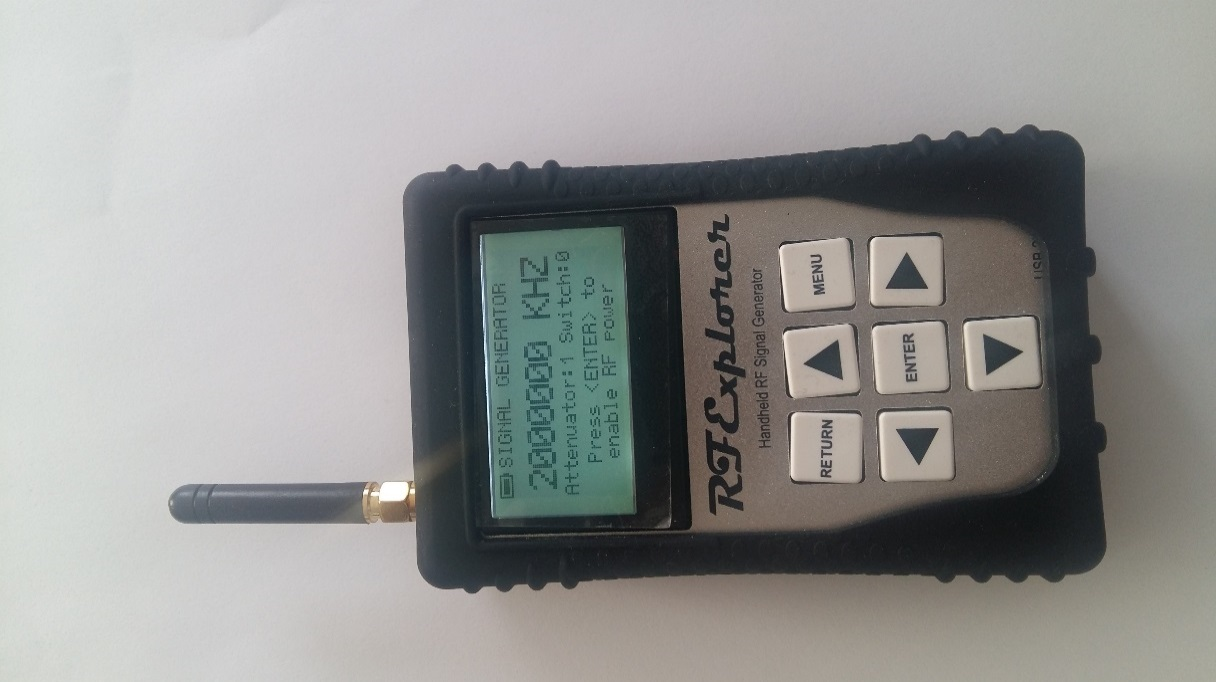 SIGNAL GENERATOR
2000000 KHZ
Attenuator:1 Switch:0
Press <ENTER> to
enable RF power
RFExplorer
Handheld RF Signal Generator
RETURN
MENU
ENTER
USB